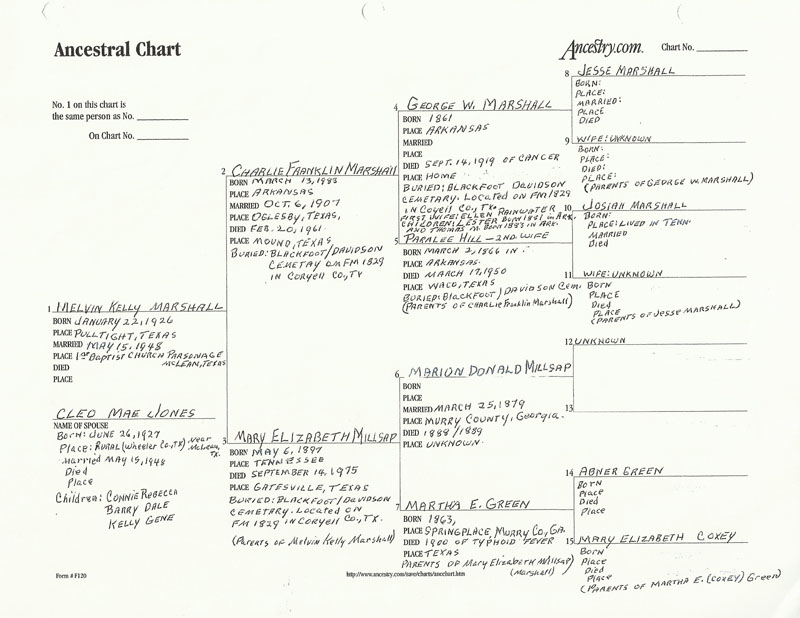 Ancestral Chart
Ancestry.com. Chart No.
No. 1 on this chart is
the same person as No.
On Chart No.
1 MELVIN KELLY MARSHALL
BORN JANUARY 22, 1926
PLACE PULLTIGHT, TEXAS
MARRIED MAY 15, 1948
PLACE 1st BAPTIST CHURCH PARSONAGE
MCLEAN, TEXAS
DIED
PLACE
CLEO MAE JONES
NAME OF SPOUSE
BORN: JUNE 26, 1927
Place: RURAL (Wheeler Co., TX) near McLean, TX.
Married MAY 15, 1948
Died
Place
Children: CONNIE REBECCA
BARRY DALE
KELLY GENE
2 CHARLIE FRANKLIN MARSHALL
BORN MARCH 13, 1883
PLACE ARKANSAS
MARRIED OCT. 6, 1907
PLACE OGLESBY, TEXAS,
DIED FEB. 20, 1961
PLACE MOUND, TEXAS
BURIED: BLACKFOOT/DAVIDSON
CEMETAY ON FM 1829
IN CORYELL CO., TX
3 MARY ELIZABETH MILLSAP
BORN MAY 6, 1887
PLACE TENNESSEE
DIED SEPTEMBER 14, 1975
PLACE GATESVILLE, TEXAS
BURIED: BLACKFOOT/DAVIDSON
CEMETARY. LOCATED ON
FM 1829 IN CORYELL CO., TX.
(Parents of Melvin Kelly Marshall)
4 GEORGE W. MARSHALL
BORN 1861
PLACE ARKANSAS
MARRIED
PLACE
DIED SEPT. 14, 1919 OF CANCER
PLACE HOME
BURIED: BLACKFOOT DAVIDSON
CEMETARY. LOCATED ON FM 1829
IN CORYELL CO., TX.
FIRST WIFE: ELLEN RAINWATER
CHILDREN: LESTER BORN 1881 in ARK.
AND THOMAS M. BORN 1883 IN ARK.
5 PARALEE HILL - 2ND WIFE
BORN MARCH 2, 1866 IN :
PLACE ARKANSAS.
DIED MARCH 17, 1950
PLACE WACO, TEXAS
BURIED: BLACKFOOT/DAVIDSON Cem.
(PARENTS OF CHARLIE Franklin MARSHALL)
6 MARION DONALD MILLSAP
BORN
PLACE
MARRIED MARCH 25, 1879
PLACE MURRY COUNTY, Georgia.
DIED 1888/1889
PLACE UNKNOWN.
7 MARTHA E. GREEN
BORN 1863,
PLACE SPRINGPLACE, MURRY CO, GA.
DIED 1900 OF TYPHOID FEVER
PLACE TEXAS
PARENTS OF Mary Elizabeth MILLSAP
(Marshall)
8 JESSE MARSHALL
BORN:
PLACE:
MARRIED:
PLACE
DIED
9 WIFE: UNKNOWN
BORN:
PLACE:
DIED:
PLACE:
(PARENTS OF GEORGE W. MARSHALL)
10 JOSIAH MARSHALL
BORN:
PLACE: LIVED IN TENN.
MARRIED
Died
11 WIFE: UNKNOWN
BORN
PLACE
Died
PLACE
(PARENTS OF JESSE MARSHALL)
12 UNKNOWN
13
14 ABNER GREEN
BORN
Place
Died
Place
15 MARY ELIZABETH COXEY
Born
Place
Died
Place
(PARENTS OF MARTHA E. (COXEY) Green)
Form # F120
http://www.ancestry.com/save/charts/ancchart.htm